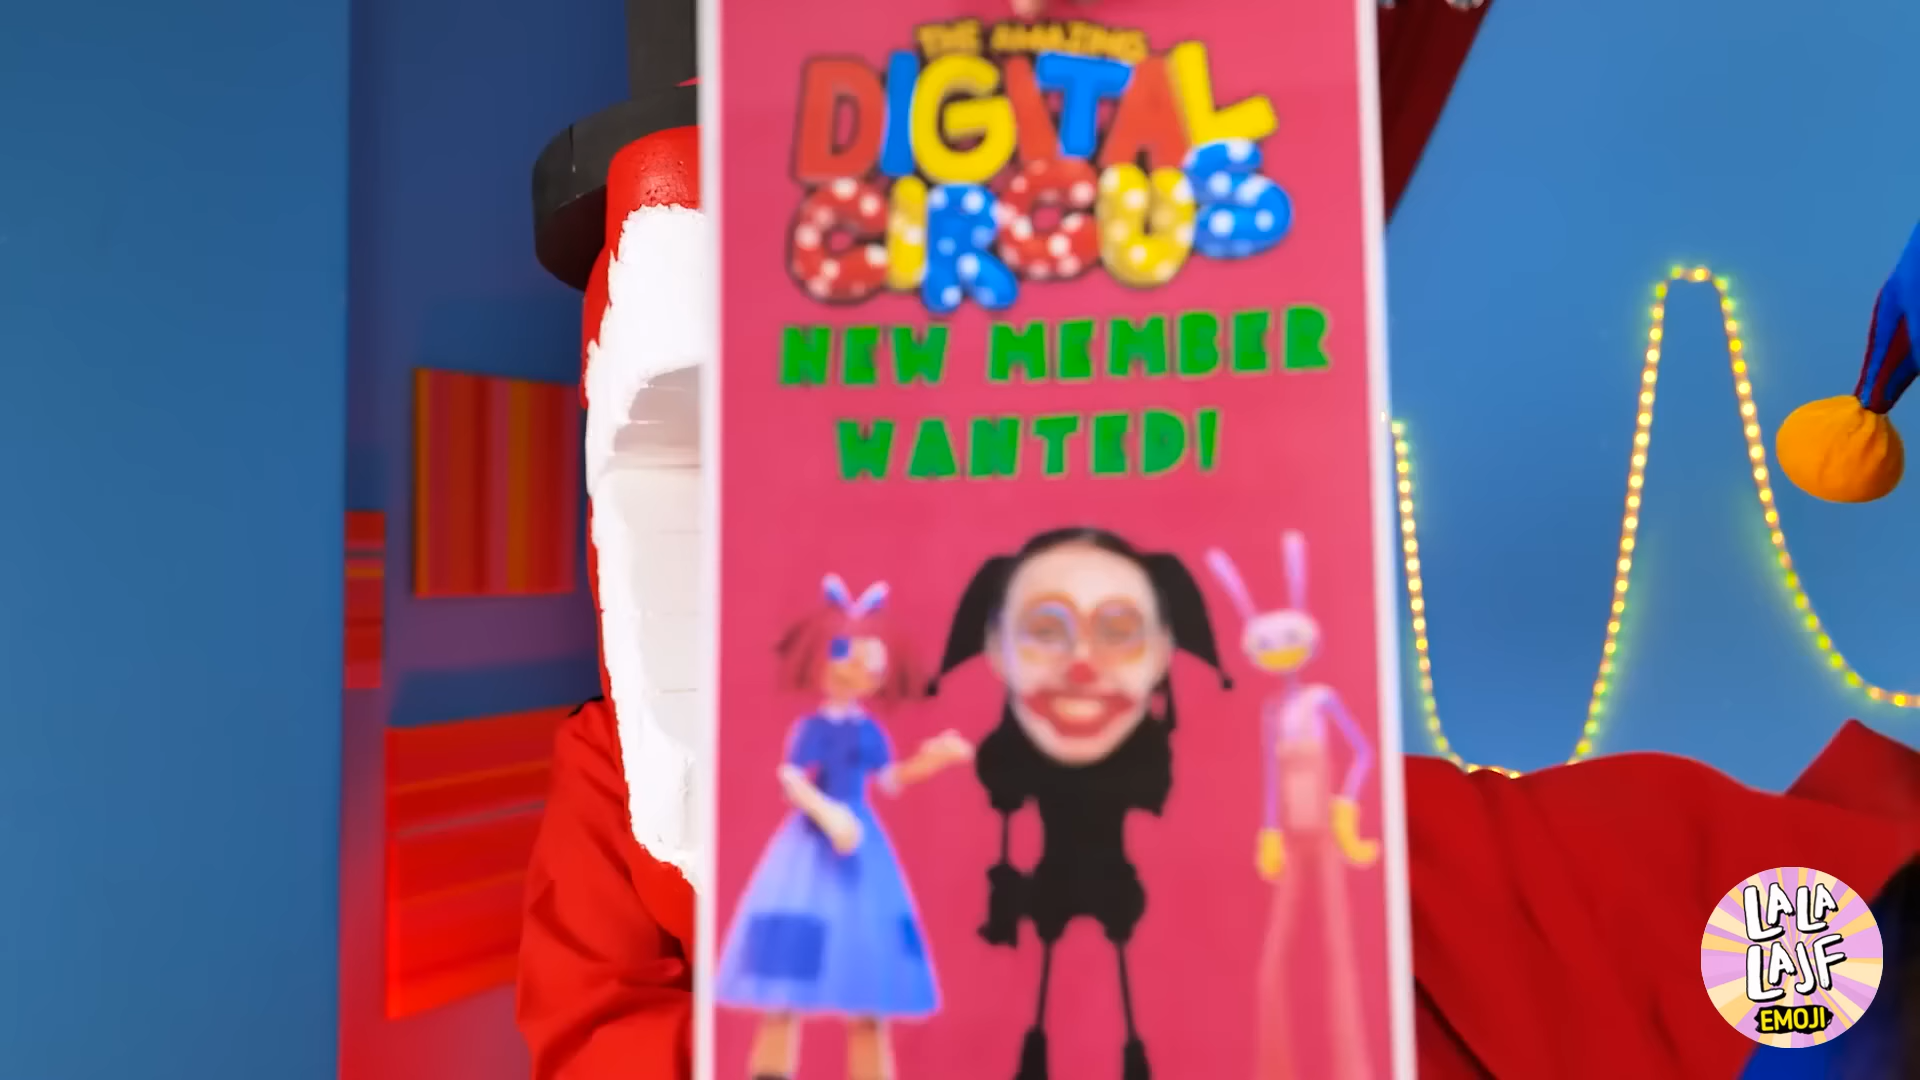 THE AMAZING
DIGITAL
CIRCUS
NEW MEMBER
WANTED!
LA LA
LAJF
EMOJI